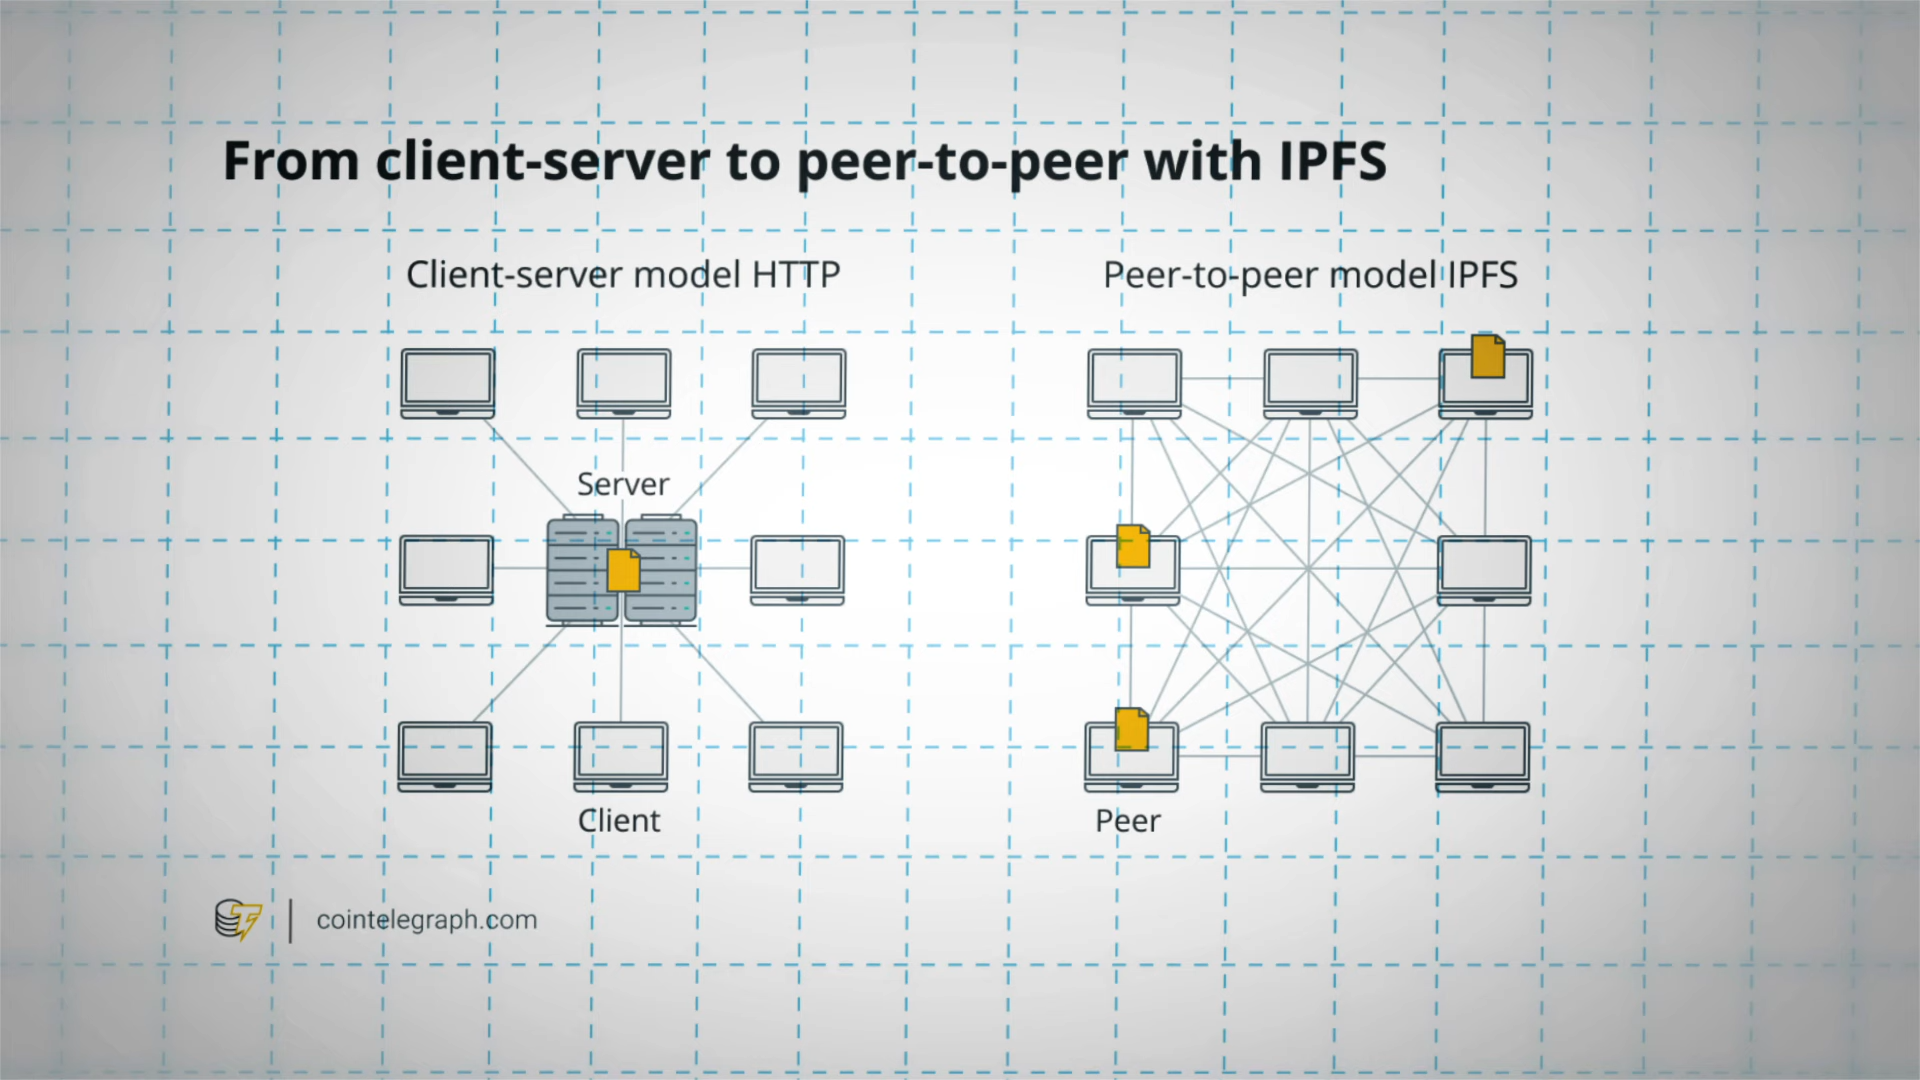 From client-server to peer-to-peer with IPFS
Client-server model HTTP
Server
Client
Peer-to-peer model IPFS
Peer
cointelegraph.com